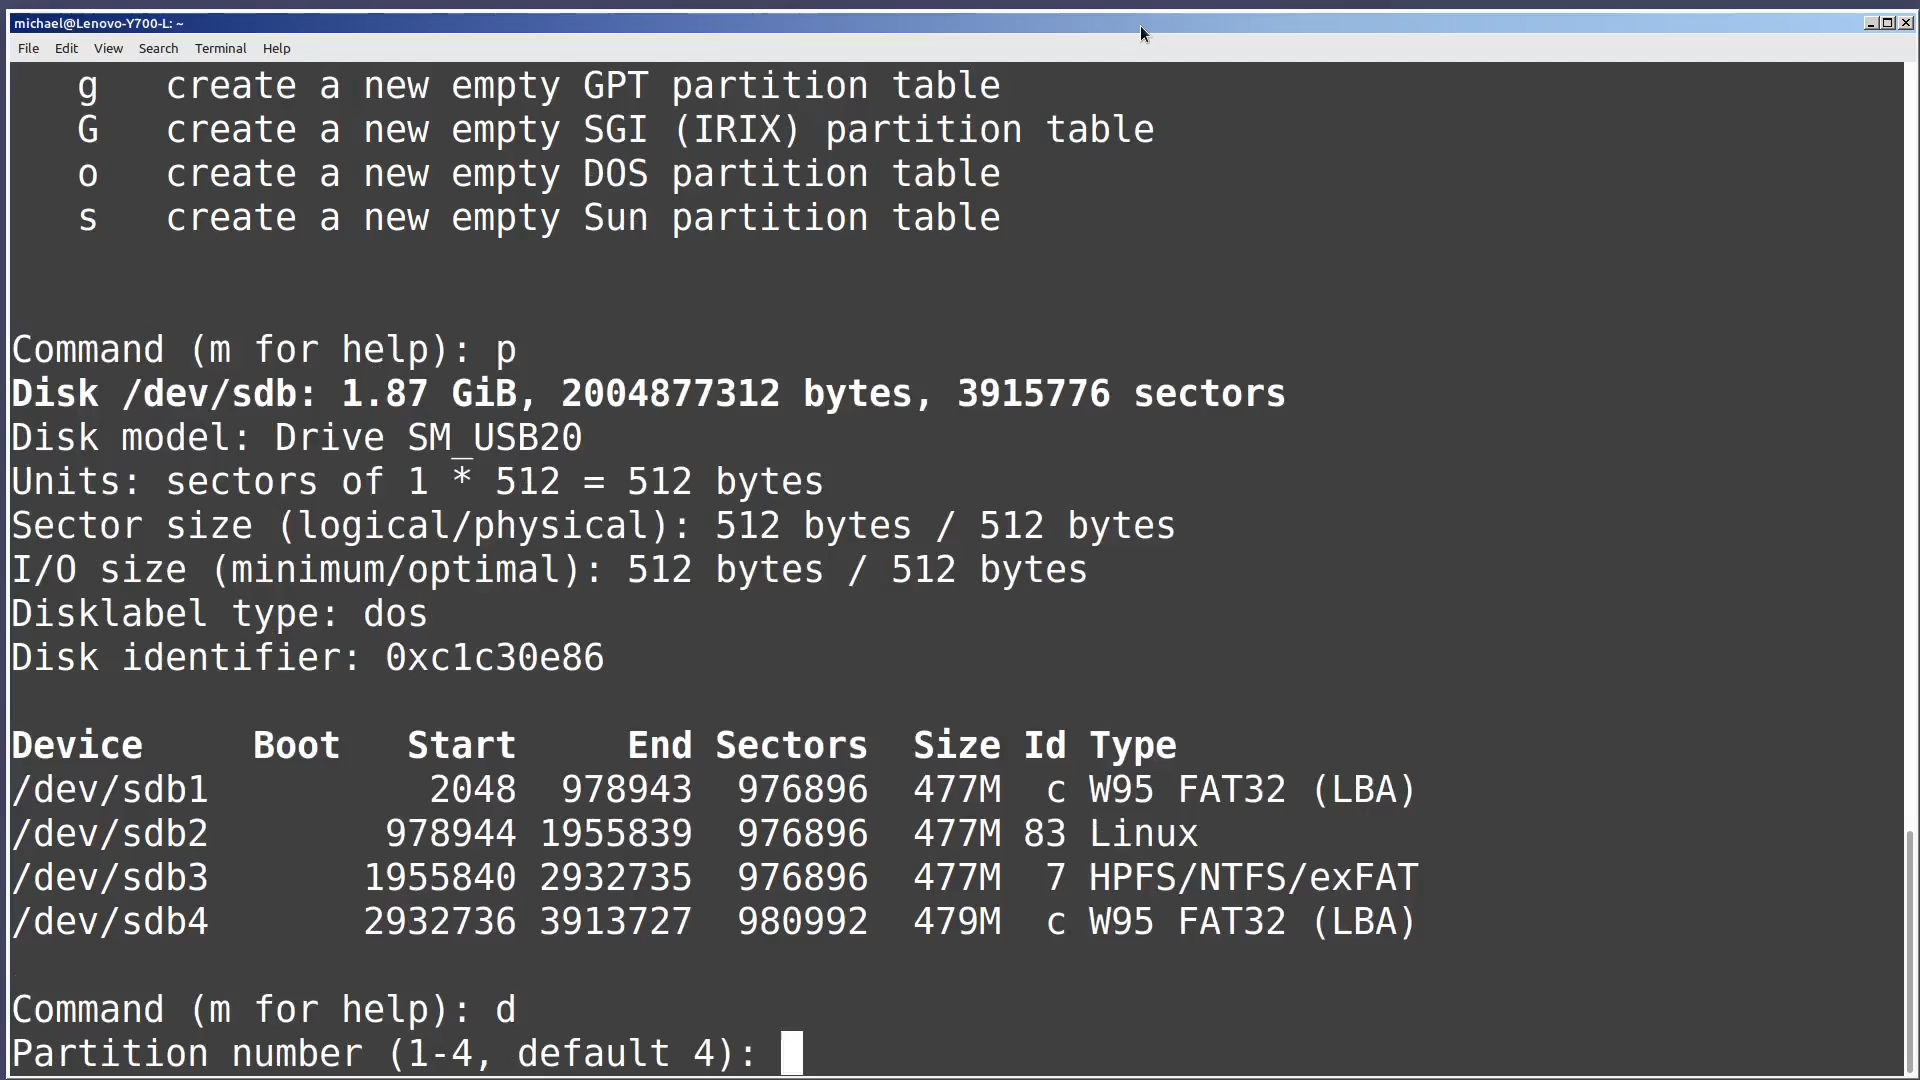 michael@Lenovo-Y700-L: ~
File Edit View Search Terminal Help
g create a new empty GPT partition table
G create a new empty SGI (IRIX) partition table
o create a new empty DOS partition table
s create a new empty Sun partition table
Command (m for help): p
Disk /dev/sdb: 1.87 GiB, 2004877312 bytes, 3915776 sectors
Disk model: Drive SM_USB20
Units: sectors of 1 * 512 = 512 bytes
Sector size (logical/physical): 512 bytes / 512 bytes
I/O size (minimum/optimal): 512 bytes / 512 bytes
Disklabel type: dos
Disk identifier: 0xc1c30e86
Device Boot Start End Sectors Size Id Type
/dev/sdb1 2048 978943 976896 477M c W95 FAT32 (LBA)
/dev/sdb2 978944 1955839 976896 477M 83 Linux
/dev/sdb3 1955840 2932735 976896 477M 7 HPFS/NTFS/exFAT
/dev/sdb4 2932736 3913727 980992 479M c W95 FAT32 (LBA)
Command (m for help): d
Partition number (1-4, default 4):